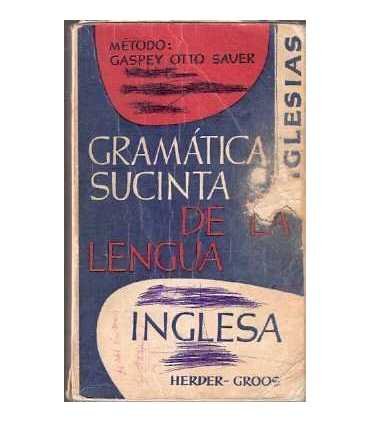 MÉTODO:
GASPEY OTTO SAUER
IGLESIAS
GRAMÁTICA
SUCINTA
DE LA
LENGUA
INGLESA
HERDER-GROOS